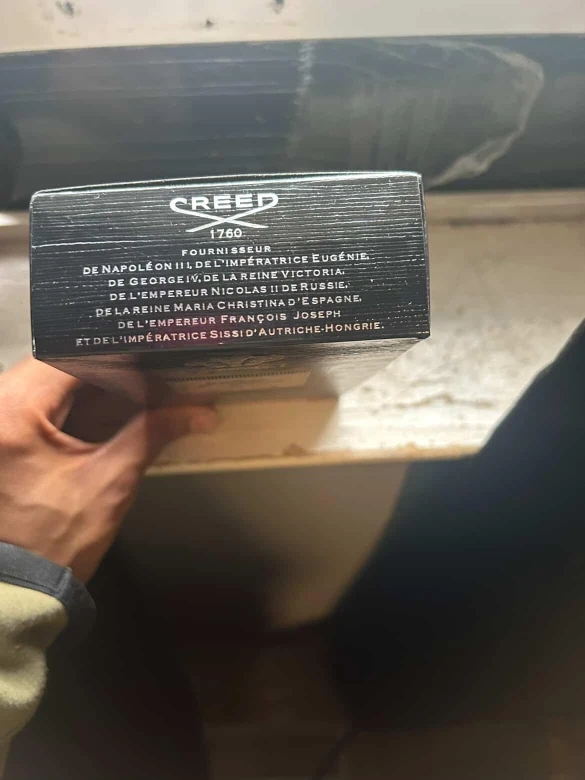 CREED
1760
FOURNISSEUR
DE NAPOLÉON III, DE L'IMPÉRATRICE EUGÉNIE,
DE GEORGE IV, DE LA REINE VICTORIA,
DE L'EMPEREUR NICOLAS II DE RUSSIE,
DE LA REINE MARIA CHRISTINA D'ESPAGNE,
DE L'EMPEREUR FRANÇOIS JOSEPH
ET DE L'IMPÉRATRICE SISSI D'AUTRICHE-HONGRIE.